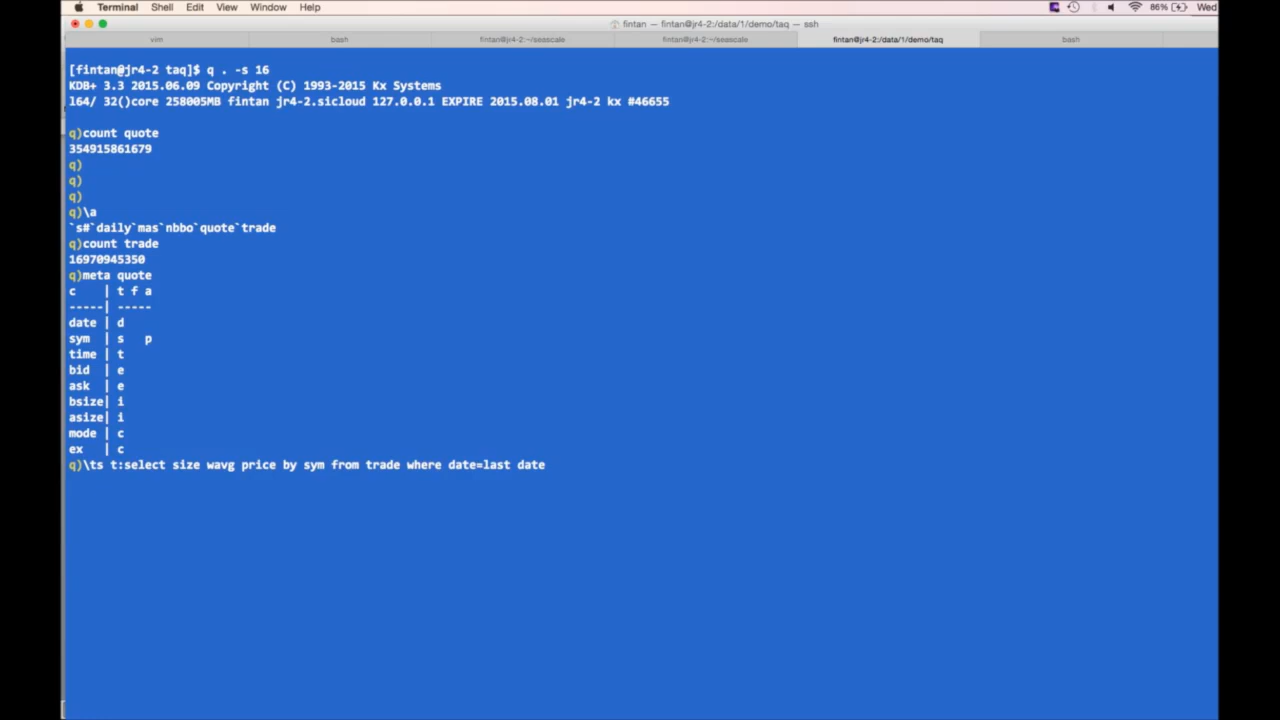 Terminal Shell Edit View Window Help 86% Wed
fintan — fintan@jr4-2:/data/1/demo/taq — ssh
vim bash fintan@jr4-2:~/seascale fintan@jr4-2:~/seascale fintan@jr4-2:/data/1/demo/taq bash
[fintan@jr4-2 taq]$ q . -s 16
KDB+ 3.3 2015.06.09 Copyright (C) 1993-2015 Kx Systems
l64/ 32()core 258005MB fintan jr4-2.sicloud 127.0.0.1 EXPIRE 2015.08.01 jr4-2 kx #46655
q)count quote
354915861679
q)
q)
q)
q)\a
`s#`daily`mas`nbbo`quote`trade
q)count trade
16970945350
q)meta quote
c    | t f a
-----| -----
date | d
sym  | s   p
time | t
bid  | e
ask  | e
bsize| i
asize| i
mode | c
ex   | c
q)\ts t:select size wavg price by sym from trade where date=last date